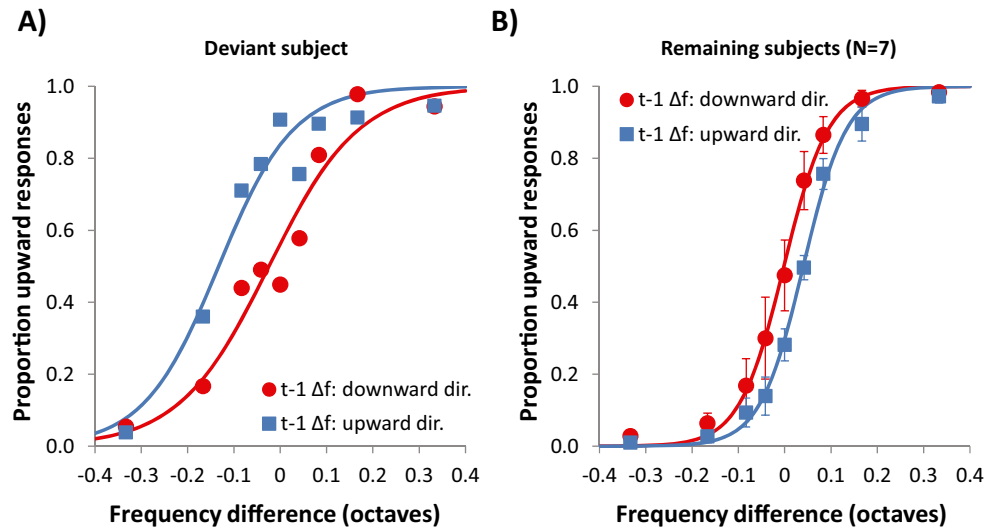 A)
Deviant subject
Proportion upward responses
1.0
0.8
0.6
0.4
0.2
0.0
t-1 Δf: downward dir.
t-1 Δf: upward dir.
-0.4 -0.3 -0.2 -0.1 0 0.1 0.2 0.3 0.4
Frequency difference (octaves)
B)
Remaining subjects (N=7)
Proportion upward responses
1.0
0.8
0.6
0.4
0.2
0.0
t-1 Δf: downward dir.
t-1 Δf: upward dir.
-0.4 -0.3 -0.2 -0.1 0 0.1 0.2 0.3 0.4
Frequency difference (octaves)